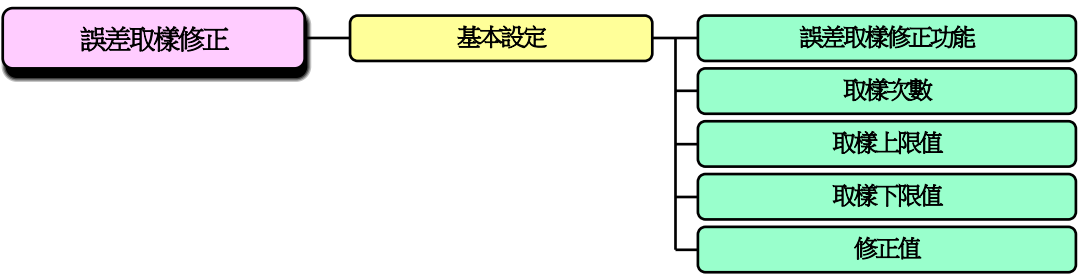 誤差取樣修正
基本設定
誤差取樣修正功能
取樣次數
取樣上限值
取樣下限值
修正值